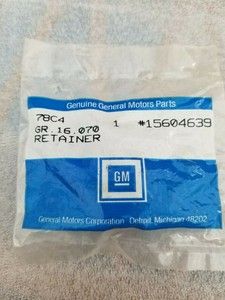 Genuine General Motors Parts
78C4 1 #15604639
GR.16.070
RETAINER
GM
General Motors Corporation Detroit, Michigan 48202